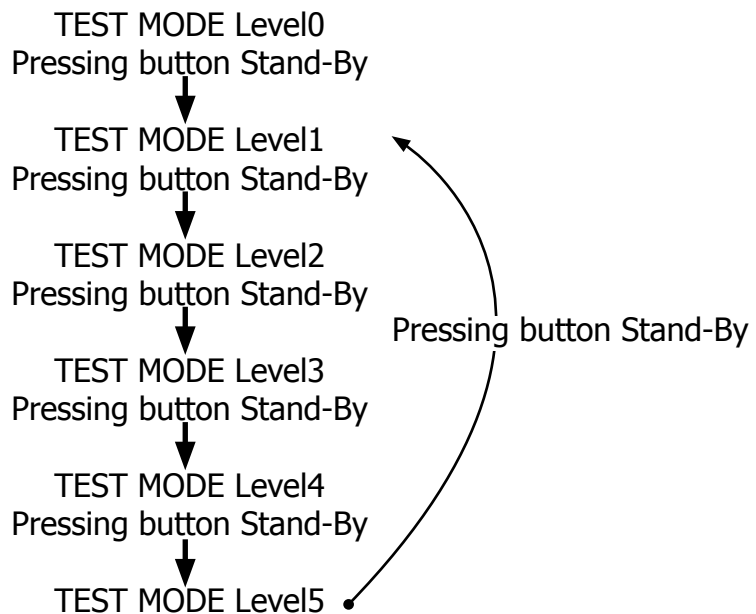 TEST MODE Level0
Pressing button Stand-By
TEST MODE Level1
Pressing button Stand-By
TEST MODE Level2
Pressing button Stand-By
Pressing button Stand-By
TEST MODE Level3
Pressing button Stand-By
TEST MODE Level4
Pressing button Stand-By
TEST MODE Level5